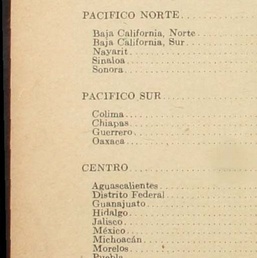 PACIFICO NORTE
Baja California, Norte
Baja California, Sur
Nayarit
Sinaloa
Sonora
PACIFICO SUR
Colima
Chiapas
Guerrero
Oaxaca
CENTRO
Aguascalientes
Distrito Federal
Guanajuato
Hidalgo
Jalisco
México
Michoacán
Morelos
Puebla